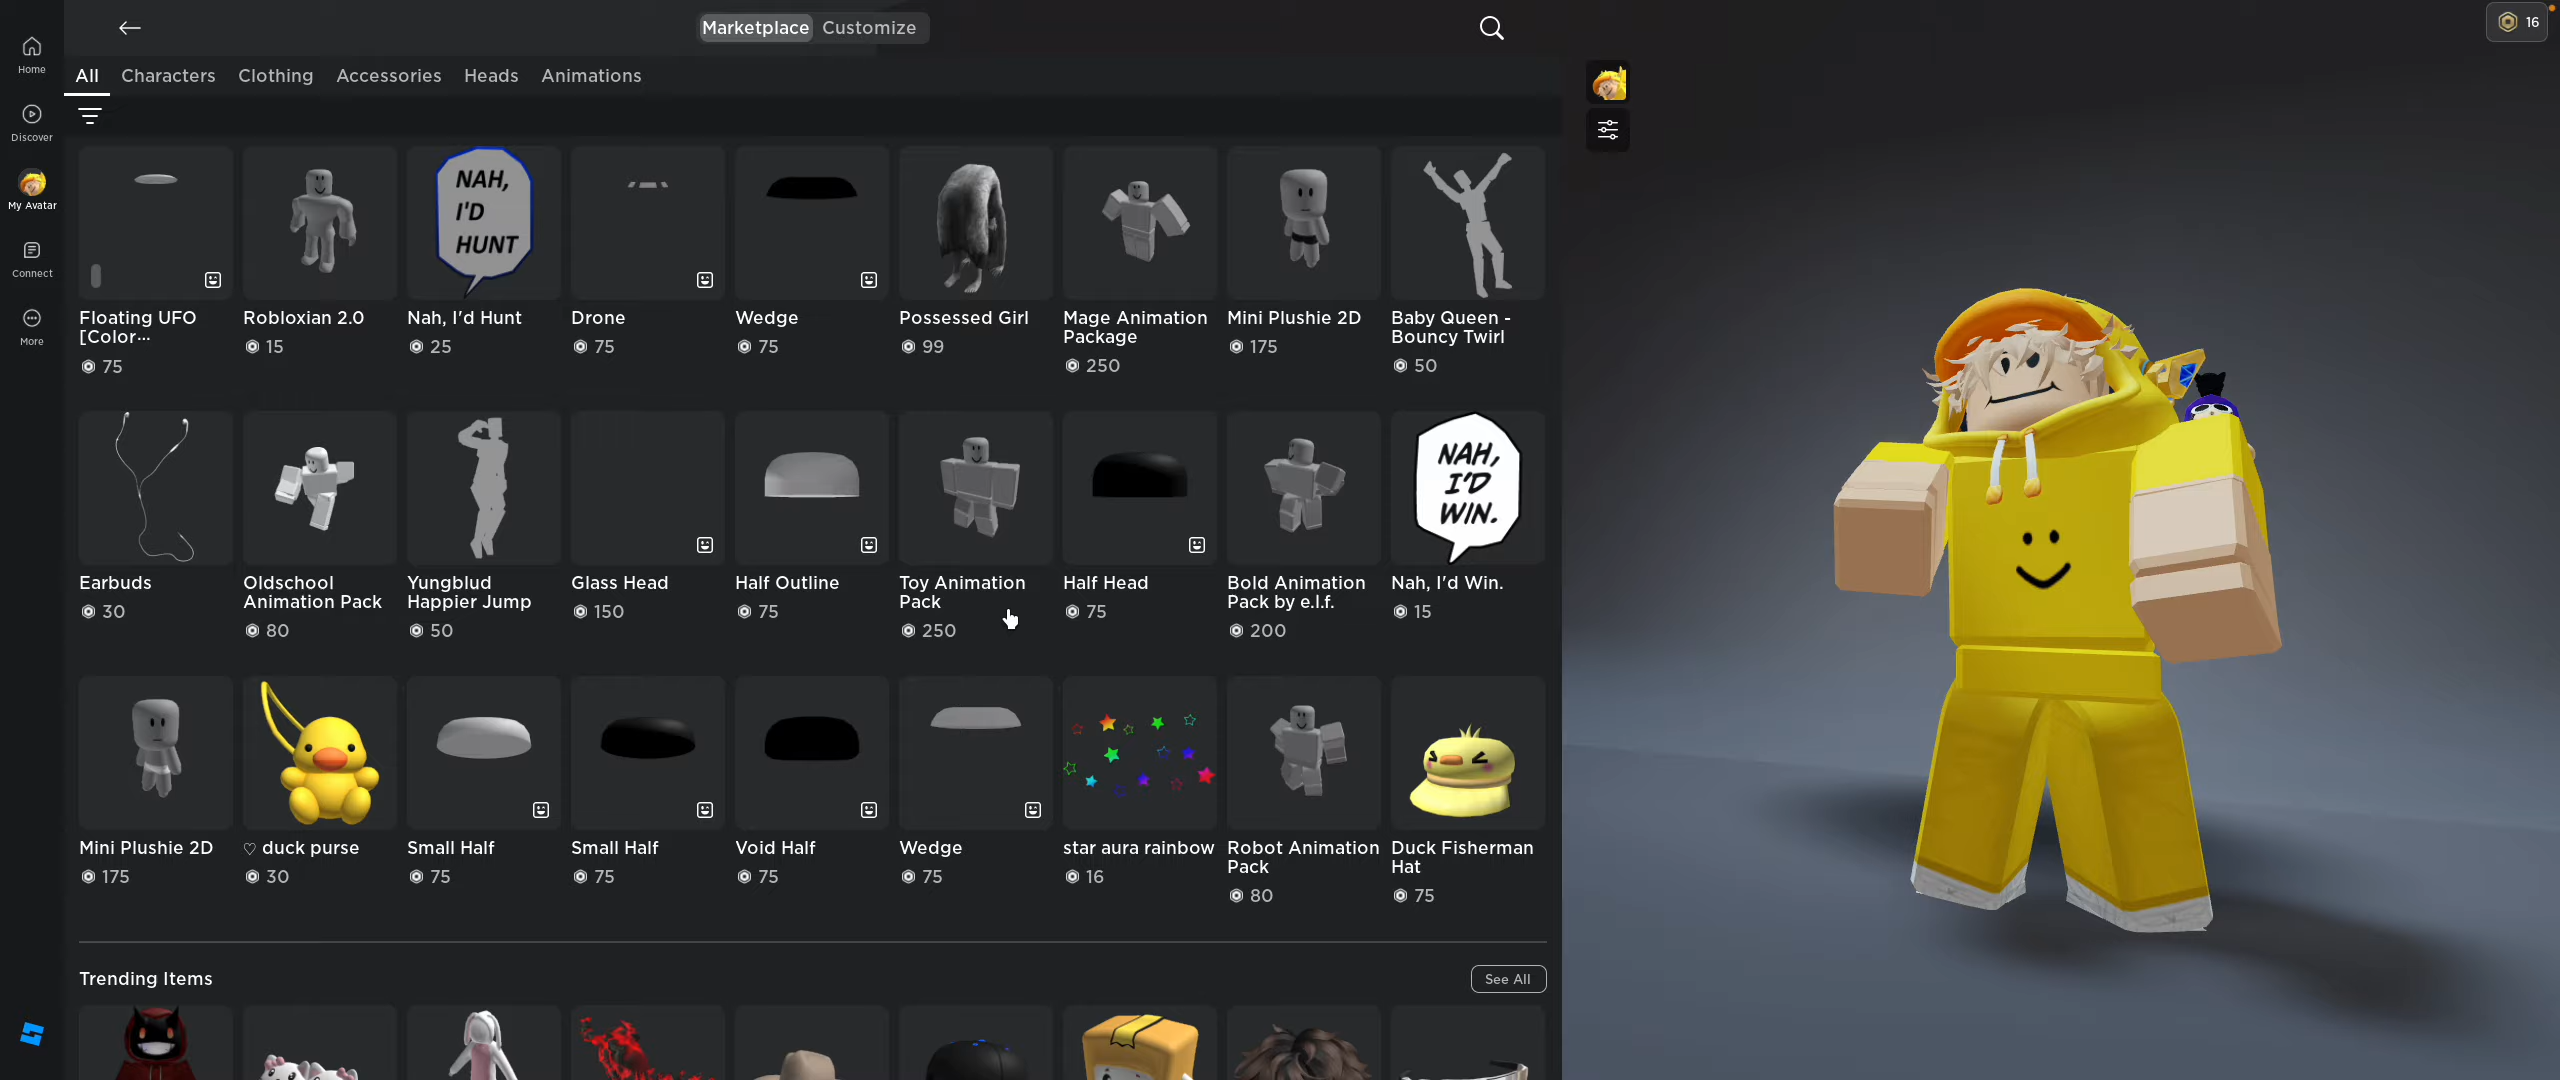 Marketplace Customize
16
Home
Discover
My Avatar
Connect
More
All Characters Clothing Accessories Heads Animations
NAH,
I'D
HUNT
Floating UFO
[Color···
75
Robloxian 2.0
15
Nah, I'd Hunt
25
Drone
75
Wedge
75
Possessed Girl
99
Mage Animation
Package
250
Mini Plushie 2D
175
Baby Queen -
Bouncy Twirl
50
NAH,
I'D
WIN.
Earbuds
30
Oldschool
Animation Pack
80
Yungblud
Happier Jump
50
Glass Head
150
Half Outline
75
Toy Animation
Pack
250
Half Head
75
Bold Animation
Pack by e.l.f.
200
Nah, I'd Win.
15
Mini Plushie 2D
175
♡ duck purse
30
Small Half
75
Small Half
75
Void Half
75
Wedge
75
star aura rainbow
16
Robot Animation
Pack
80
Duck Fisherman
Hat
75
Trending Items
See All